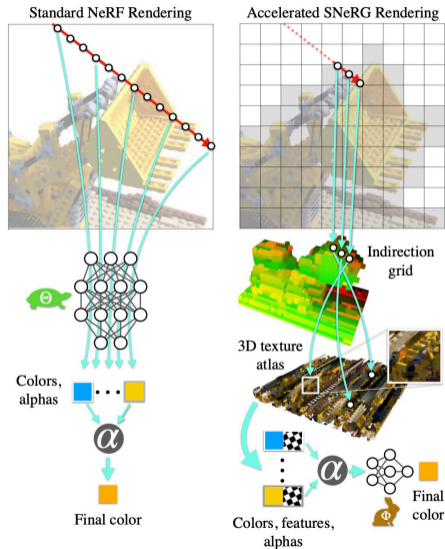 Standard NeRF Rendering
Accelerated SNeRG Rendering
Θ
Colors,
alphas
α
Final color
Indirection
grid
3D texture
atlas
α
Φ
Final
color
Colors, features,
alphas